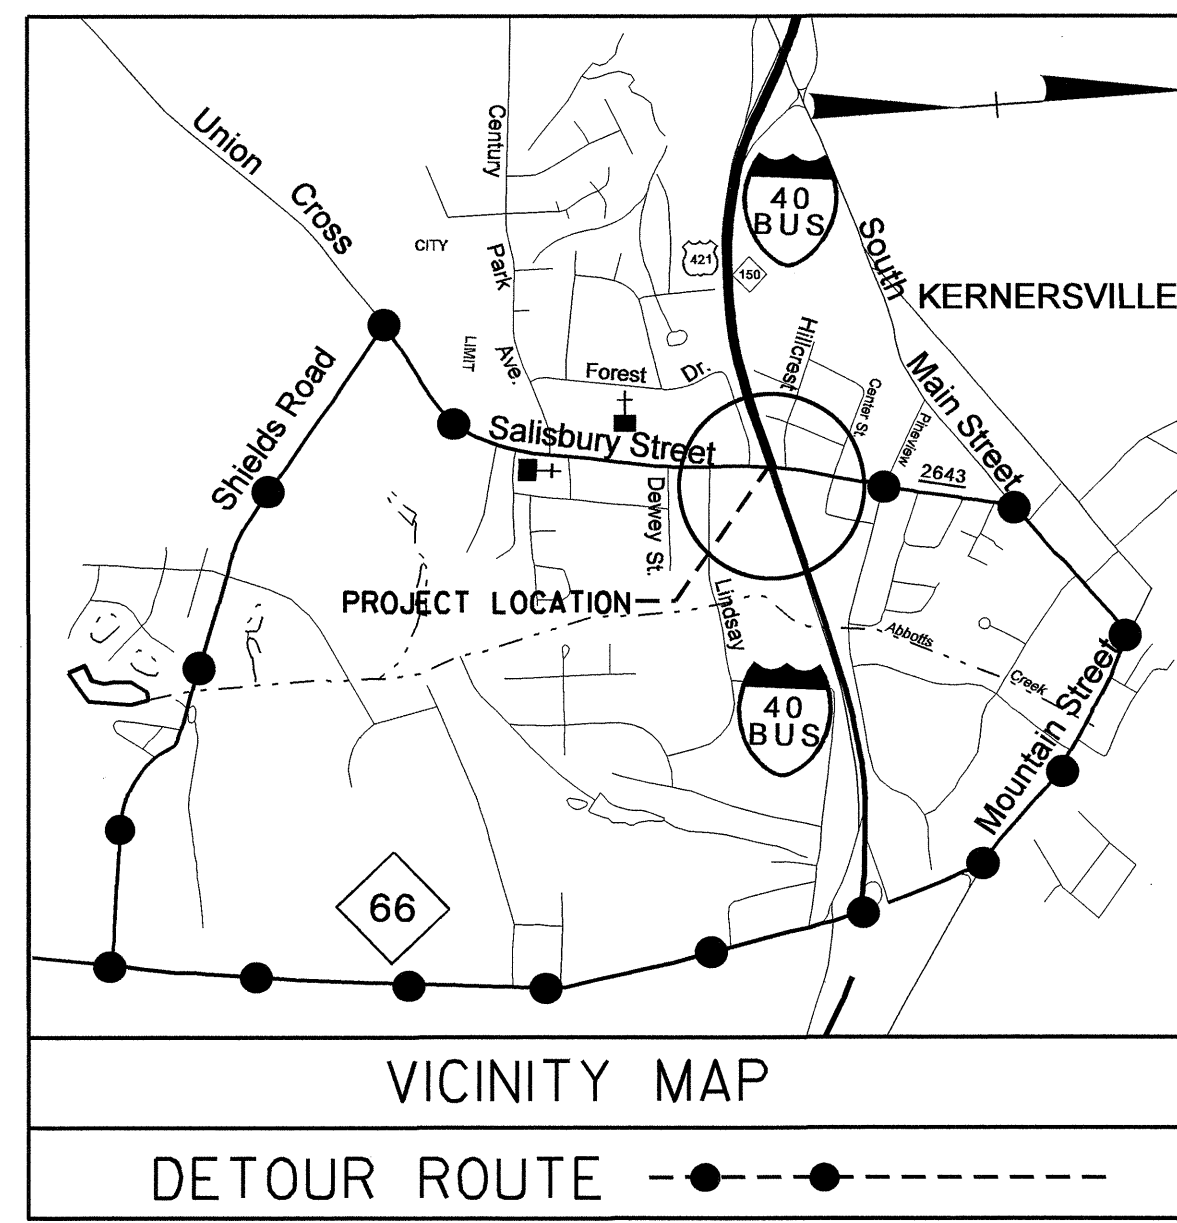 Union Cross
Century Park Ave.
CITY LIMIT
40
BUS
421
150
South Main Street
KERNERSVILLE
Shields Road
Forest Dr.
Hillcrest
Center St.
Pineview
Salisbury Street
2643
Dewey St.
PROJECT LOCATION
Lindsay
Abbotts Creek
Mountain Street
40
BUS
66
VICINITY MAP
DETOUR ROUTE